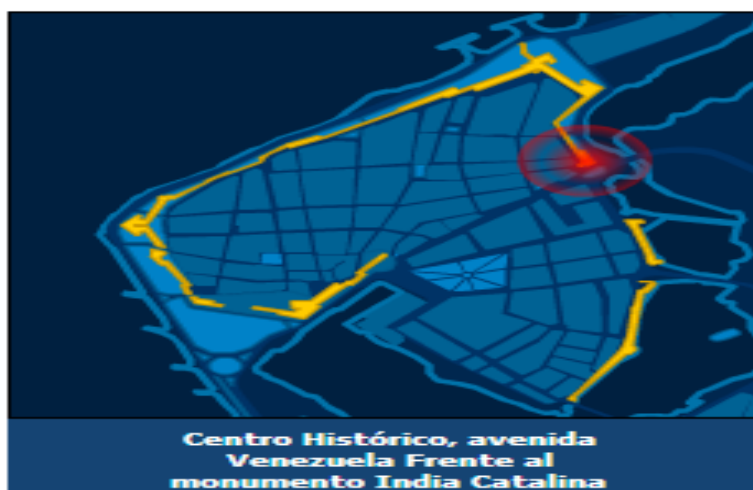 Centro Histórico, avenida
Venezuela Frente al
monumento India Catalina